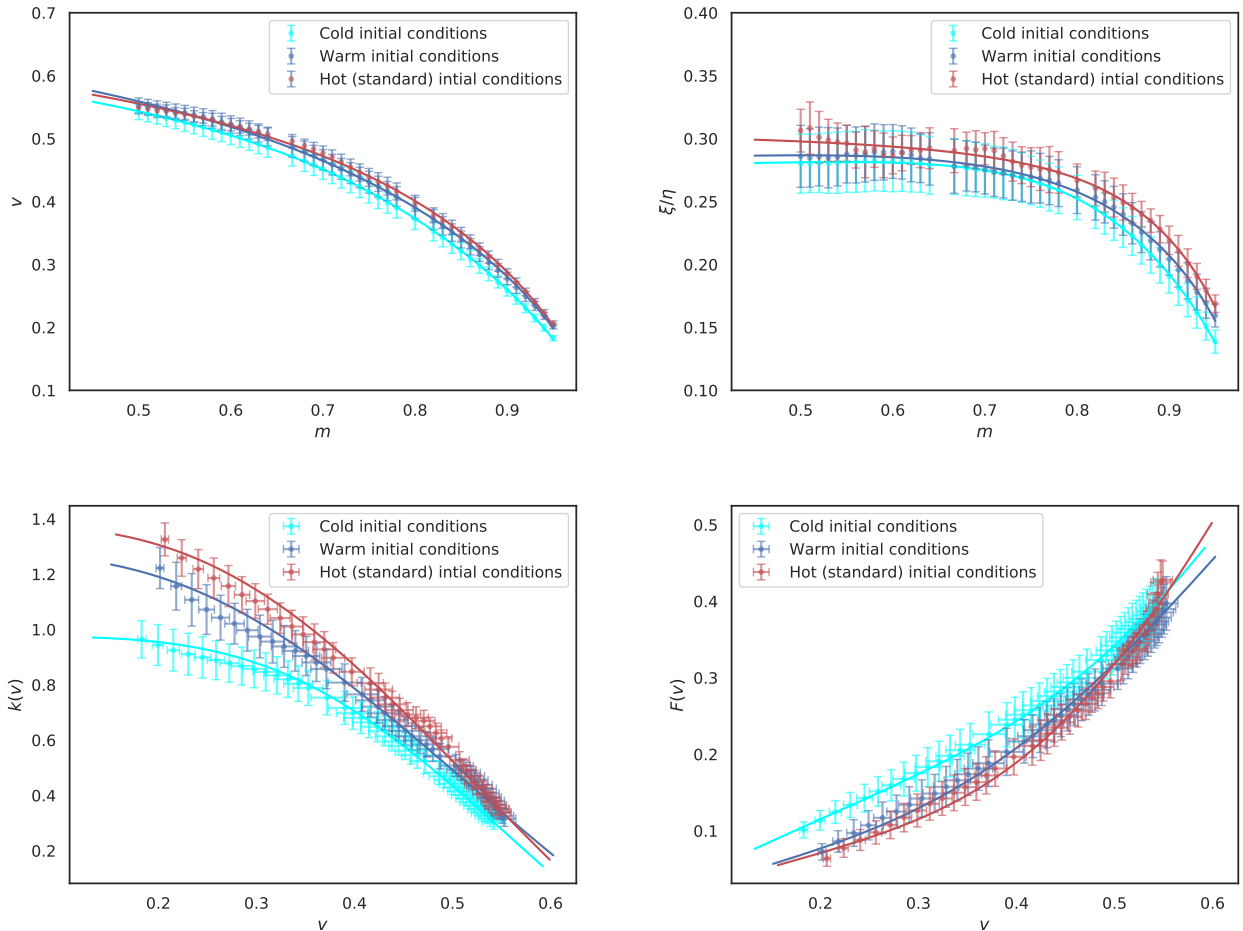 0.7
0.6
0.5
0.4
0.3
0.2
0.1
v
Cold initial conditions
Warm initial conditions
Hot (standard) intial conditions
0.5
0.6
0.7
0.8
0.9
m
0.40
0.35
0.30
0.25
0.20
0.15
0.10
ξ/η
Cold initial conditions
Warm initial conditions
Hot (standard) intial conditions
0.5
0.6
0.7
0.8
0.9
m
1.4
1.2
1.0
0.8
0.6
0.4
0.2
k(v)
Cold initial conditions
Warm initial conditions
Hot (standard) intial conditions
0.2
0.3
0.4
0.5
0.6
v
0.5
0.4
0.3
0.2
0.1
F(v)
Cold initial conditions
Warm initial conditions
Hot (standard) intial conditions
0.2
0.3
0.4
0.5
0.6
v